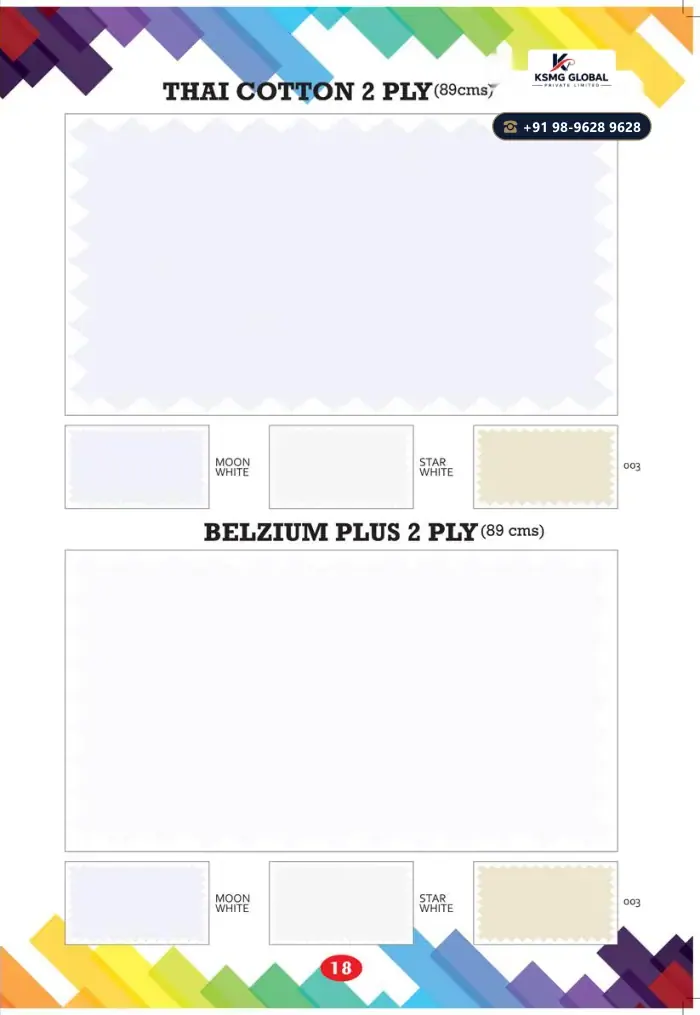 KSMG GLOBAL
PRIVATE LIMITED
THAI COTTON 2 PLY(89cms)
+91 98-9628 9628
MOON
WHITE
STAR
WHITE
003
BELZIUM PLUS 2 PLY(89 cms)
MOON
WHITE
STAR
WHITE
003
18